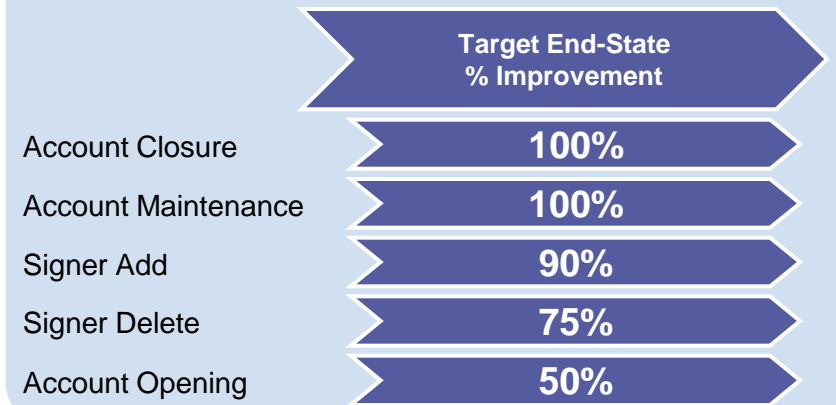 Target End-State
% Improvement
Account Closure 100%
Account Maintenance 100%
Signer Add 90%
Signer Delete 75%
Account Opening 50%